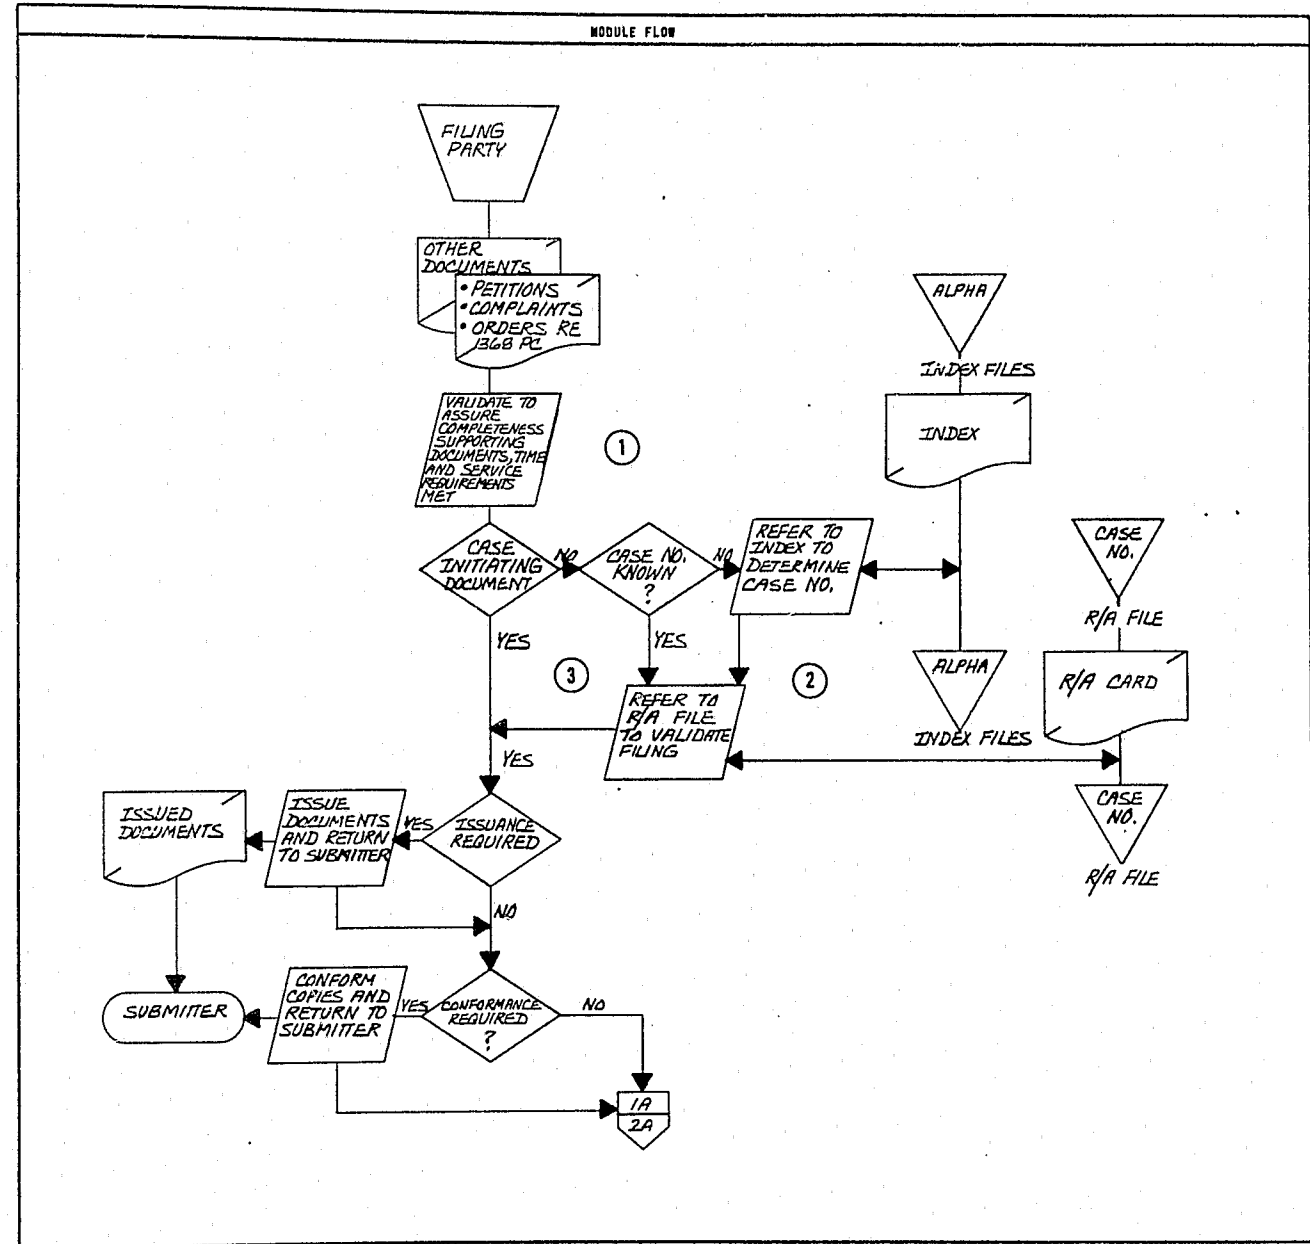 MODULE FLOW
FILING
PARTY
OTHER
DOCUMENTS
• PETITIONS
• COMPLAINTS
• ORDERS RE
1368 PC
VALIDATE TO
ASSURE
COMPLETENESS
SUPPORTING
DOCUMENTS, TIME
AND SERVICE
REQUIREMENTS
MET
1
ALPHA
INDEX FILES
INDEX
CASE
INITIATING
DOCUMENT
NO
CASE NO.
KNOWN
?
NO
REFER TO
INDEX TO
DETERMINE
CASE NO.
CASE
NO.
R/A FILE
YES
YES
3
2
ALPHA
INDEX FILES
R/A CARD
REFER TO
R/A FILE
TO VALIDATE
FILING
YES
CASE
NO.
R/A FILE
ISSUED
DOCUMENTS
ISSUE
DOCUMENTS
AND RETURN
TO SUBMITTER
YES
ISSUANCE
REQUIRED
NO
SUBMITTER
CONFORM
COPIES AND
RETURN TO
SUBMITTER
YES
CONFORMANCE
REQUIRED
?
NO
1A
2A